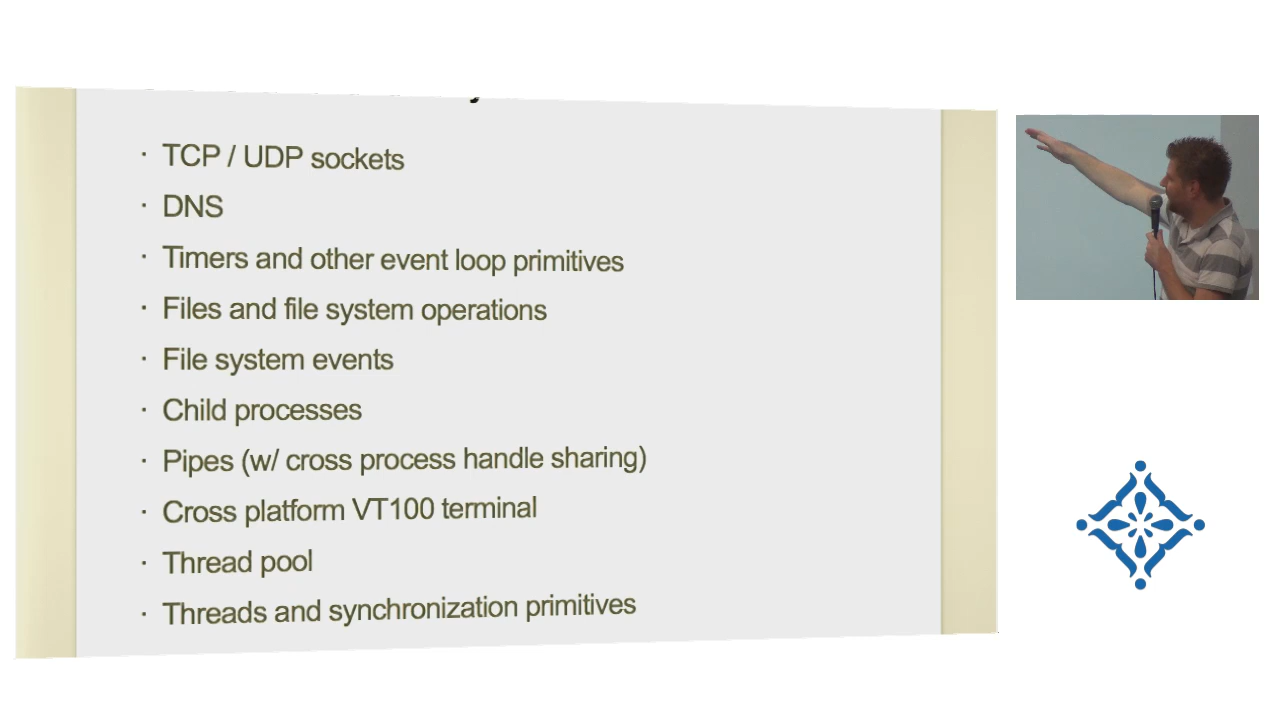 · TCP / UDP sockets
· DNS
· Timers and other event loop primitives
· Files and file system operations
· File system events
· Child processes
· Pipes (w/ cross process handle sharing)
· Cross platform VT100 terminal
· Thread pool
· Threads and synchronization primitives